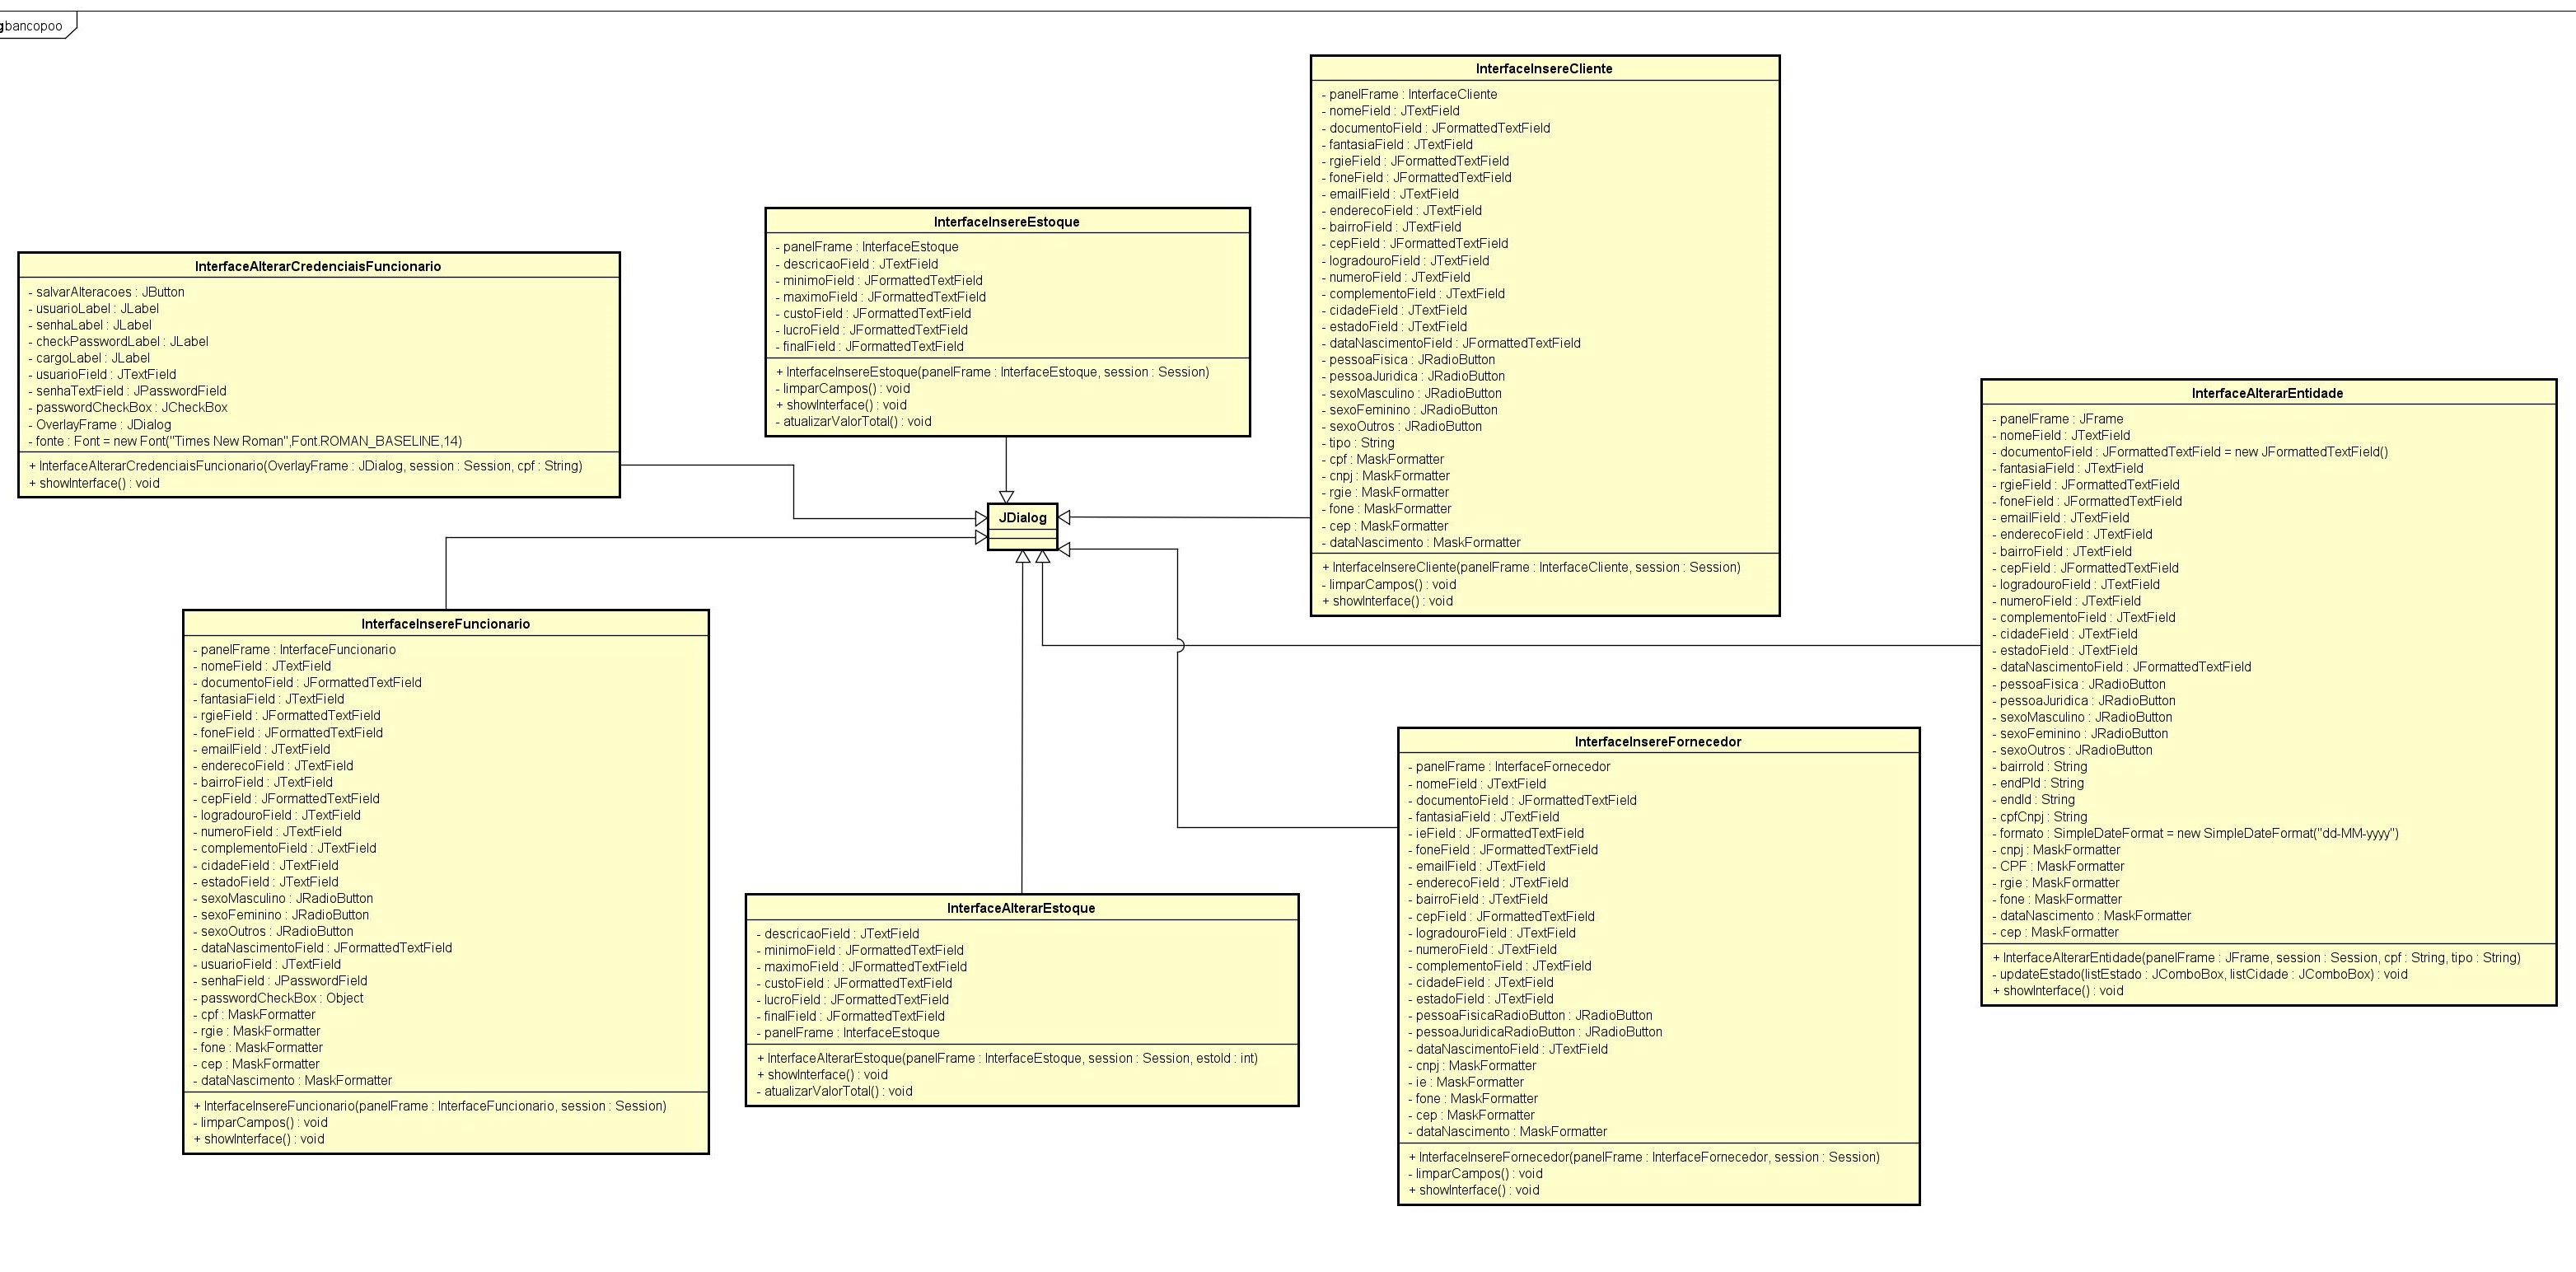 gbancopoo
InterfaceInsereCliente
- panelFrame : InterfaceCliente
- nomeField : JTextField
- documentoField : JFormattedTextField
- fantasiaField : JTextField
- rgieField : JFormattedTextField
- foneField : JFormattedTextField
- emailField : JTextField
- enderecoField : JTextField
- bairroField : JTextField
- cepField : JFormattedTextField
- logradouroField : JTextField
- numeroField : JTextField
- complementoField : JTextField
- cidadeField : JTextField
- estadoField : JTextField
- dataNascimentoField : JFormattedTextField
- pessoaFisica : JRadioButton
- pessoaJuridica : JRadioButton
- sexoMasculino : JRadioButton
- sexoFeminino : JRadioButton
- sexoOutros : JRadioButton
- tipo : String
- cpf : MaskFormatter
- cnpj : MaskFormatter
- rgie : MaskFormatter
- fone : MaskFormatter
- cep : MaskFormatter
- dataNascimento : MaskFormatter
+ InterfaceInsereCliente(panelFrame : InterfaceCliente, session : Session)
- limparCampos() : void
+ showInterface() : void
InterfaceInsereEstoque
- panelFrame : InterfaceEstoque
- descricaoField : JTextField
- minimoField : JFormattedTextField
- maximoField : JFormattedTextField
- custoField : JFormattedTextField
- lucroField : JFormattedTextField
- finalField : JFormattedTextField
+ InterfaceInsereEstoque(panelFrame : InterfaceEstoque, session : Session)
- limparCampos() : void
+ showInterface() : void
- atualizarValorTotal() : void
InterfaceAlterarCredenciaisFuncionario
- salvarAlteracoes : JButton
- usuarioLabel : JLabel
- senhaLabel : JLabel
- checkPasswordLabel : JLabel
- cargoLabel : JLabel
- usuarioField : JTextField
- senhaTextField : JPasswordField
- passwordCheckBox : JCheckBox
- OverlayFrame : JDialog
- fonte : Font = new Font("Times New Roman",Font.ROMAN_BASELINE,14)
+ InterfaceAlterarCredenciaisFuncionario(OverlayFrame : JDialog, session : Session, cpf : String)
+ showInterface() : void
JDialog
InterfaceAlterarEntidade
- panelFrame : JFrame
- nomeField : JTextField
- documentoField : JFormattedTextField = new JFormattedTextField()
- fantasiaField : JTextField
- rgieField : JFormattedTextField
- foneField : JFormattedTextField
- emailField : JTextField
- enderecoField : JTextField
- bairroField : JTextField
- cepField : JFormattedTextField
- logradouroField : JTextField
- numeroField : JTextField
- complementoField : JTextField
- cidadeField : JTextField
- estadoField : JTextField
- dataNascimentoField : JFormattedTextField
- pessoaFisica : JRadioButton
- pessoaJuridica : JRadioButton
- sexoMasculino : JRadioButton
- sexoFeminino : JRadioButton
- sexoOutros : JRadioButton
- bairroId : String
- endPId : String
- endId : String
- cpfCnpj : String
- formato : SimpleDateFormat = new SimpleDateFormat("dd-MM-yyyy")
- cnpj : MaskFormatter
- CPF : MaskFormatter
- rgie : MaskFormatter
- fone : MaskFormatter
- dataNascimento : MaskFormatter
- cep : MaskFormatter
+ InterfaceAlterarEntidade(panelFrame : JFrame, session : Session, cpf : String, tipo : String)
- updateEstado(listEstado : JComboBox, listCidade : JComboBox) : void
+ showInterface() : void
InterfaceInsereFuncionario
- panelFrame : InterfaceFuncionario
- nomeField : JTextField
- documentoField : JFormattedTextField
- fantasiaField : JTextField
- rgieField : JFormattedTextField
- foneField : JFormattedTextField
- emailField : JTextField
- enderecoField : JTextField
- bairroField : JTextField
- cepField : JFormattedTextField
- logradouroField : JTextField
- numeroField : JTextField
- complementoField : JTextField
- cidadeField : JTextField
- estadoField : JTextField
- sexoMasculino : JRadioButton
- sexoFeminino : JRadioButton
- sexoOutros : JRadioButton
- dataNascimentoField : JFormattedTextField
- usuarioField : JTextField
- senhaField : JPasswordField
- passwordCheckBox : Object
- cpf : MaskFormatter
- rgie : MaskFormatter
- fone : MaskFormatter
- cep : MaskFormatter
- dataNascimento : MaskFormatter
+ InterfaceInsereFuncionario(panelFrame : InterfaceFuncionario, session : Session)
- limparCampos() : void
+ showInterface() : void
InterfaceInsereFornecedor
- panelFrame : InterfaceFornecedor
- nomeField : JTextField
- documentoField : JFormattedTextField
- fantasiaField : JTextField
- ieField : JFormattedTextField
- foneField : JFormattedTextField
- emailField : JTextField
- enderecoField : JTextField
- bairroField : JTextField
- cepField : JFormattedTextField
- logradouroField : JTextField
- numeroField : JTextField
- complementoField : JTextField
- cidadeField : JTextField
- estadoField : JTextField
- pessoaFisicaRadioButton : JRadioButton
- pessoaJuridicaRadioButton : JRadioButton
- dataNascimentoField : JTextField
- cnpj : MaskFormatter
- ie : MaskFormatter
- fone : MaskFormatter
- cep : MaskFormatter
- dataNascimento : MaskFormatter
+ InterfaceInsereFornecedor(panelFrame : InterfaceFornecedor, session : Session)
- limparCampos() : void
+ showInterface() : void
InterfaceAlterarEstoque
- descricaoField : JTextField
- minimoField : JFormattedTextField
- maximoField : JFormattedTextField
- custoField : JFormattedTextField
- lucroField : JFormattedTextField
- finalField : JFormattedTextField
- panelFrame : InterfaceEstoque
+ InterfaceAlterarEstoque(panelFrame : InterfaceEstoque, session : Session, estoId : int)
+ showInterface() : void
- atualizarValorTotal() : void